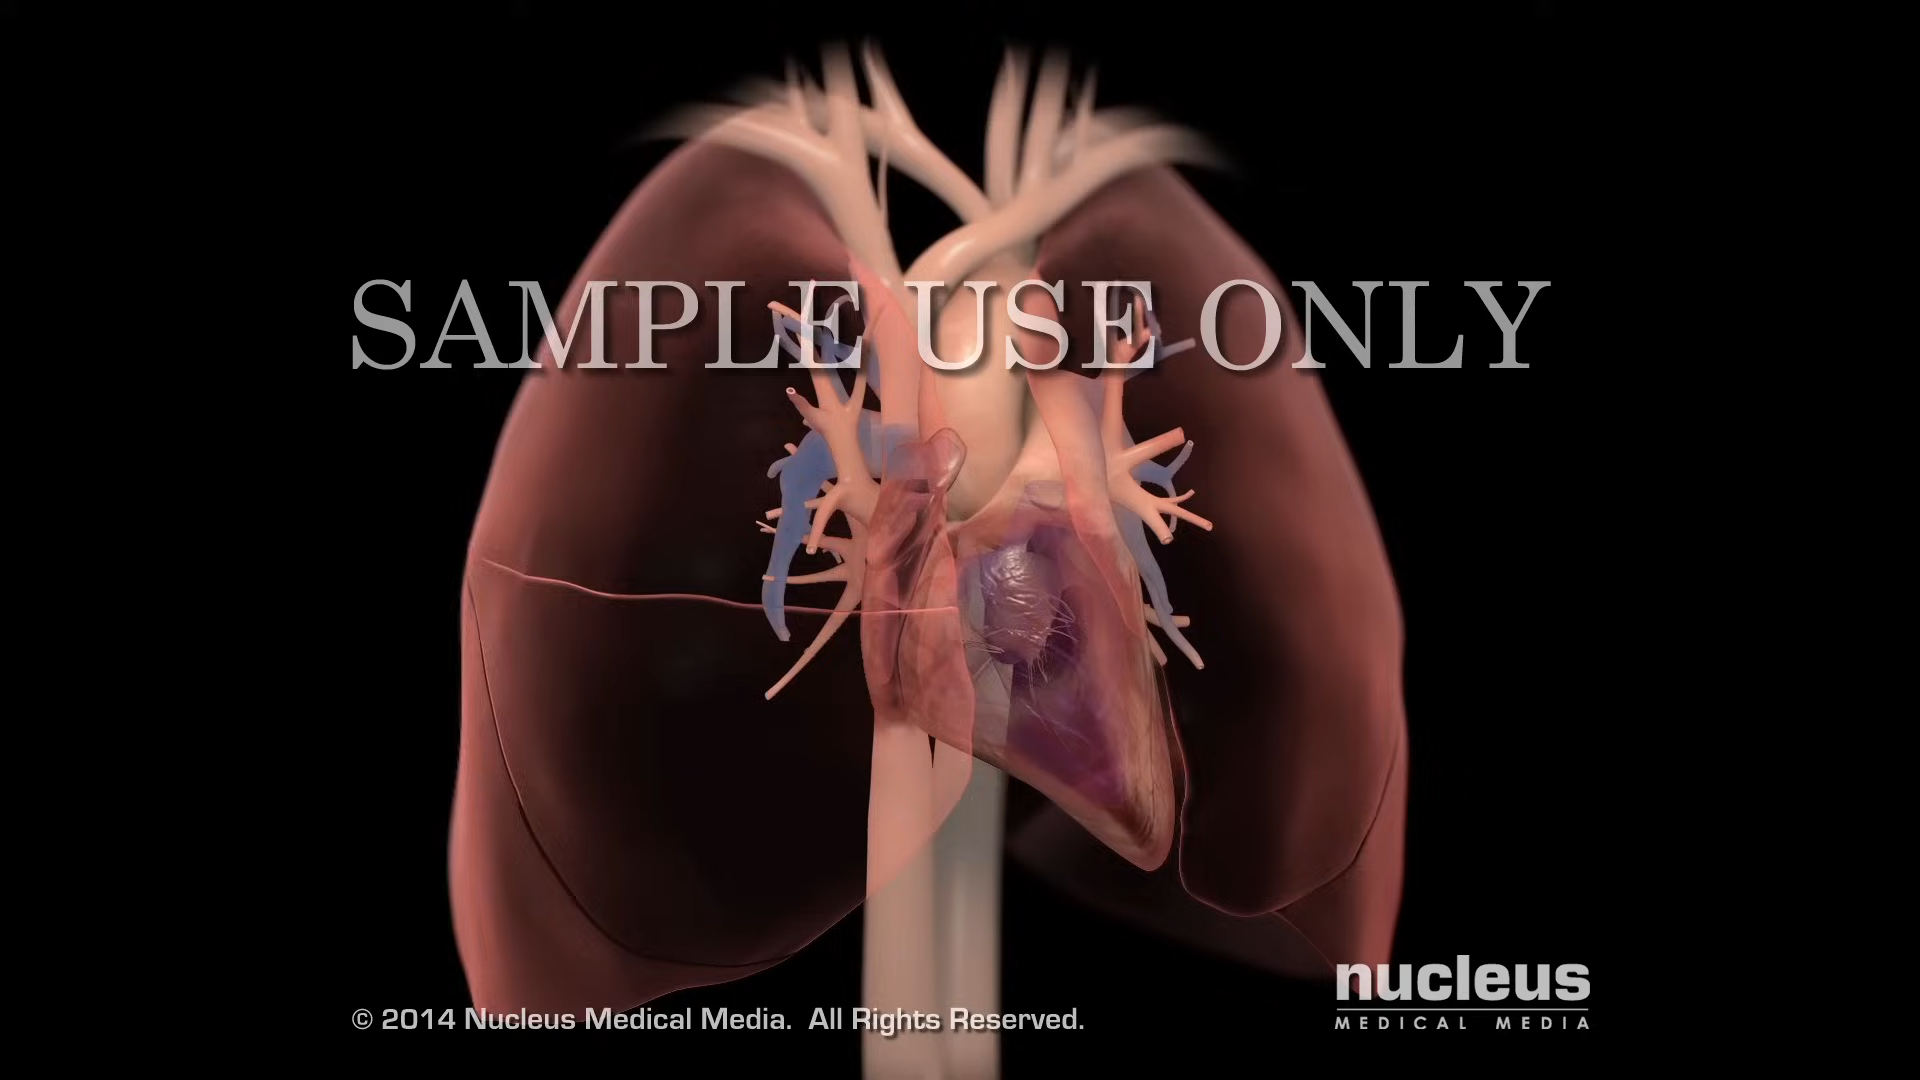 SAMPLE USE ONLY
© 2014 Nucleus Medical Media. All Rights Reserved.
nucleus
MEDICAL MEDIA